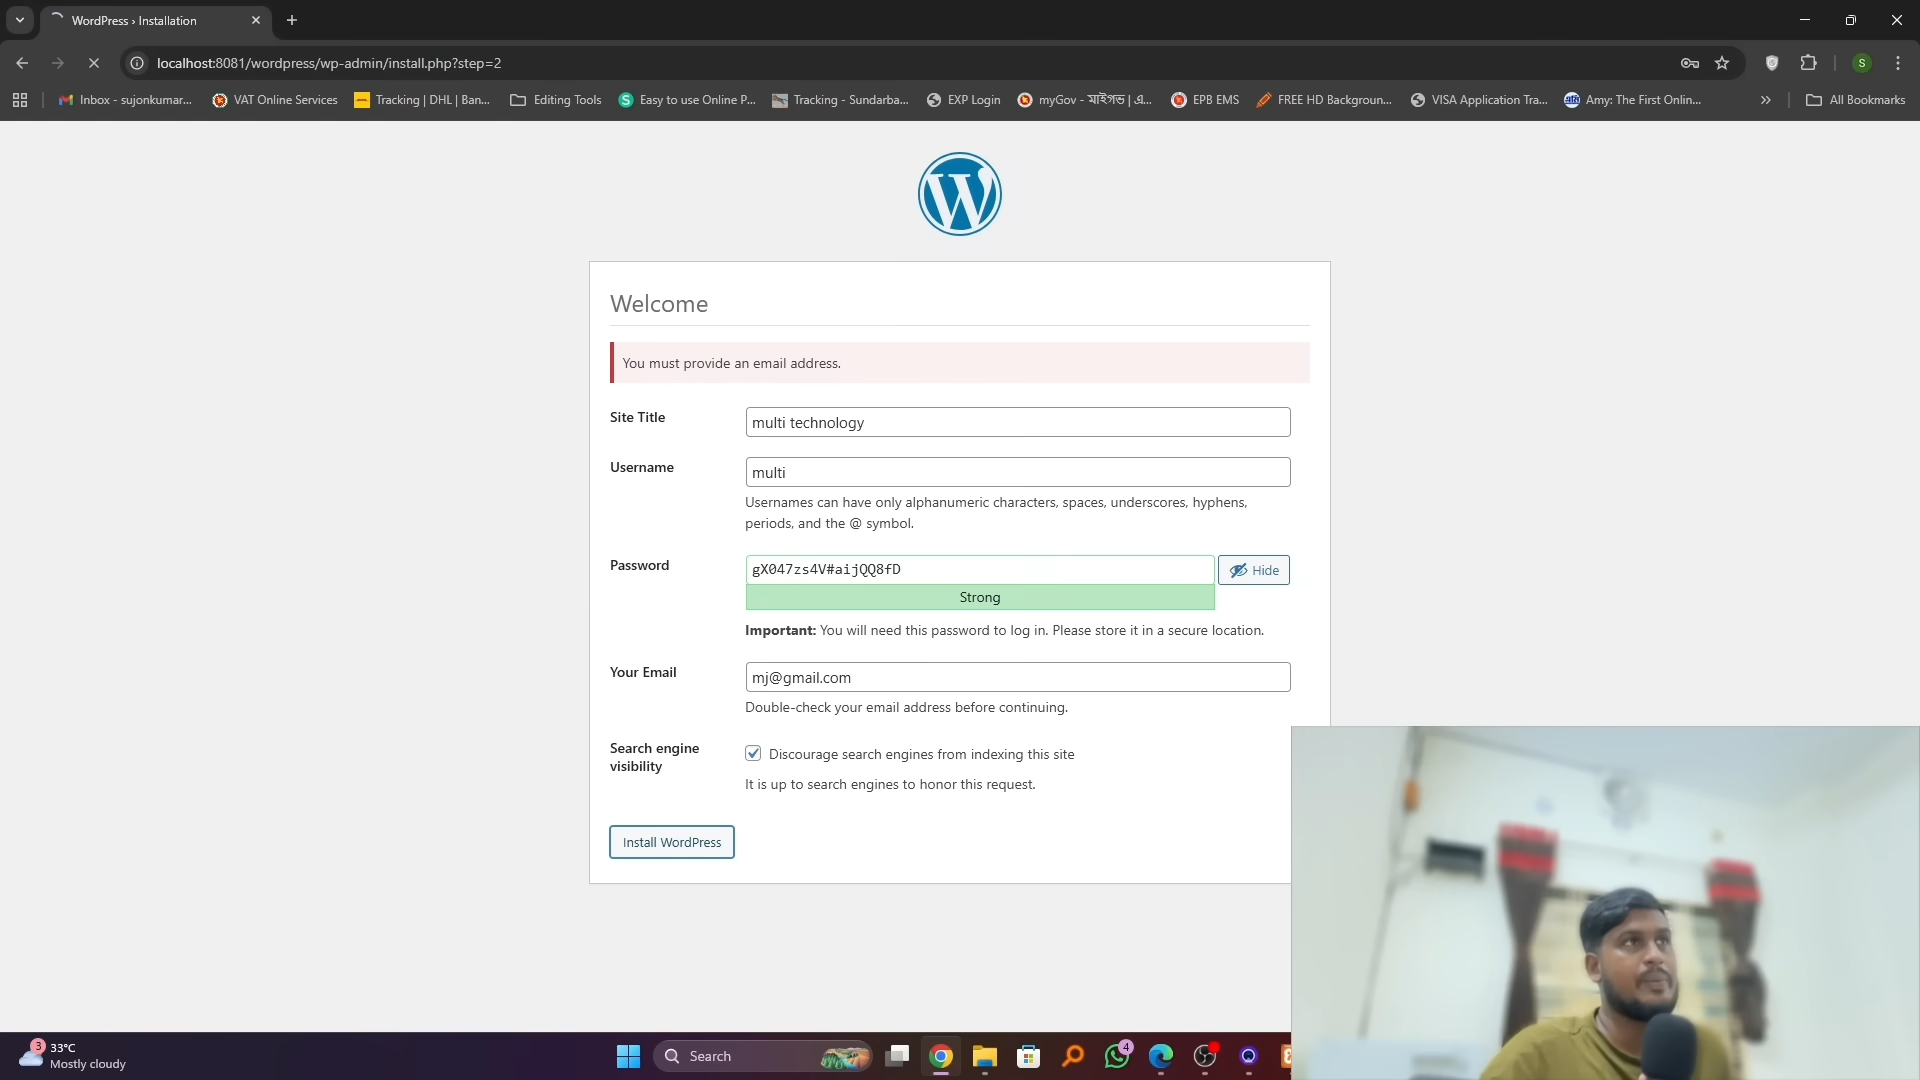 WordPress › Installation
localhost:8081/wordpress/wp-admin/install.php?step=2
S
Inbox - sujonkumar...
VAT Online Services
Tracking | DHL | Ban...
Editing Tools
S
Easy to use Online P...
Tracking - Sundarba...
EXP Login
myGov - মাইগভ | এ...
EPB EMS
FREE HD Backgroun...
VISA Application Tra...
Amy: The First Onlin...
All Bookmarks
W
Welcome
You must provide an email address.
Site Title
multi technology
Username
multi
Usernames can have only alphanumeric characters, spaces, underscores, hyphens,
periods, and the @ symbol.
Password
gX047zs4V#aijQQ8fD
Hide
Strong
Important: You will need this password to log in. Please store it in a secure location.
Your Email
mj@gmail.com
Double-check your email address before continuing.
Search engine
visibility
Discourage search engines from indexing this site
It is up to search engines to honor this request.
Install WordPress
3
33°C
Mostly cloudy
Search
4